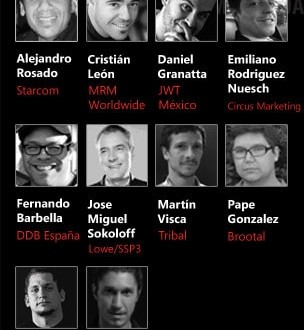 Alejandro
Rosado
Starcom
Cristián
León
MRM
Worldwide
Daniel
Granatta
JWT
México
Emiliano
Rodriguez
Nuesch
Circus Marketing
Fernando
Barbella
DDB España
Jose
Miguel
Sokoloff
Lowe/SSP3
Martín
Visca
Tribal
Pape
Gonzalez
Brootal